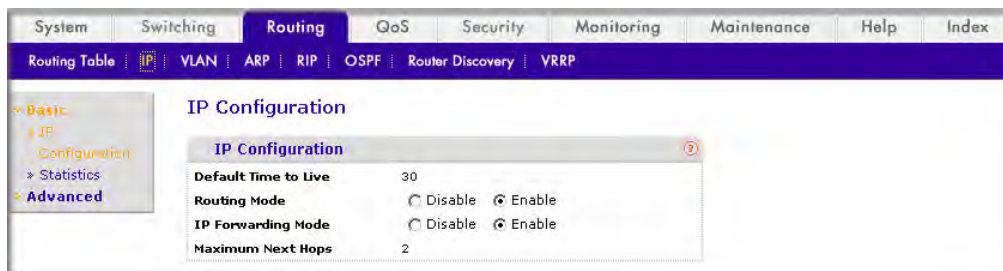 System Switching Routing QoS Security Monitoring Maintenance Help Index
Routing Table IP VLAN ARP RIP OSPF Router Discovery VRRP
Basic
» IP
Configuration
» Statistics
Advanced
IP Configuration
IP Configuration ?
Default Time to Live 30
Routing Mode Disable Enable
IP Forwarding Mode Disable Enable
Maximum Next Hops 2